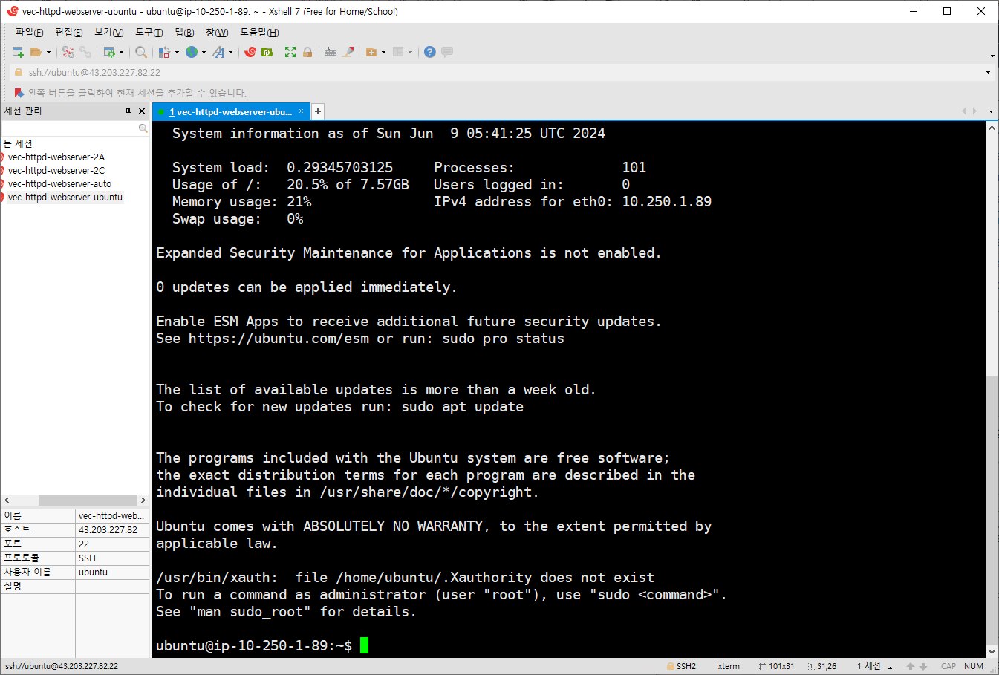 vec-httpd-webserver-ubuntu - ubuntu@ip-10-250-1-89: ~ - Xshell 7 (Free for Home/School)
파일(F) 편집(E) 보기(V) 도구(T) 탭(B) 창(W) 도움말(H)
ssh://ubuntu@43.203.227.82:22
왼쪽 버튼을 클릭하여 현재 세션을 추가할 수 있습니다.
세션 관리
1 vec-httpd-webserver-ubu...
든 세션
vec-httpd-webserver-2A
vec-httpd-webserver-2C
vec-httpd-webserver-auto
vec-httpd-webserver-ubuntu
이름 vec-httpd-web...
호스트 43.203.227.82
포트 22
프로토콜 SSH
사용자 이름 ubuntu
설명
System information as of Sun Jun  9 05:41:25 UTC 2024
System load:  0.29345703125     Processes:             101
Usage of /:   20.5% of 7.57GB   Users logged in:       0
Memory usage: 21%               IPv4 address for eth0: 10.250.1.89
Swap usage:   0%
Expanded Security Maintenance for Applications is not enabled.
0 updates can be applied immediately.
Enable ESM Apps to receive additional future security updates.
See https://ubuntu.com/esm or run: sudo pro status
The list of available updates is more than a week old.
To check for new updates run: sudo apt update
The programs included with the Ubuntu system are free software;
the exact distribution terms for each program are described in the
individual files in /usr/share/doc/*/copyright.
Ubuntu comes with ABSOLUTELY NO WARRANTY, to the extent permitted by
applicable law.
/usr/bin/xauth:  file /home/ubuntu/.Xauthority does not exist
To run a command as administrator (user "root"), use "sudo <command>".
See "man sudo_root" for details.
ubuntu@ip-10-250-1-89:~$
ssh://ubuntu@43.203.227.82:22 SSH2 xterm 101x31 31,26 1 세션 CAP NUM